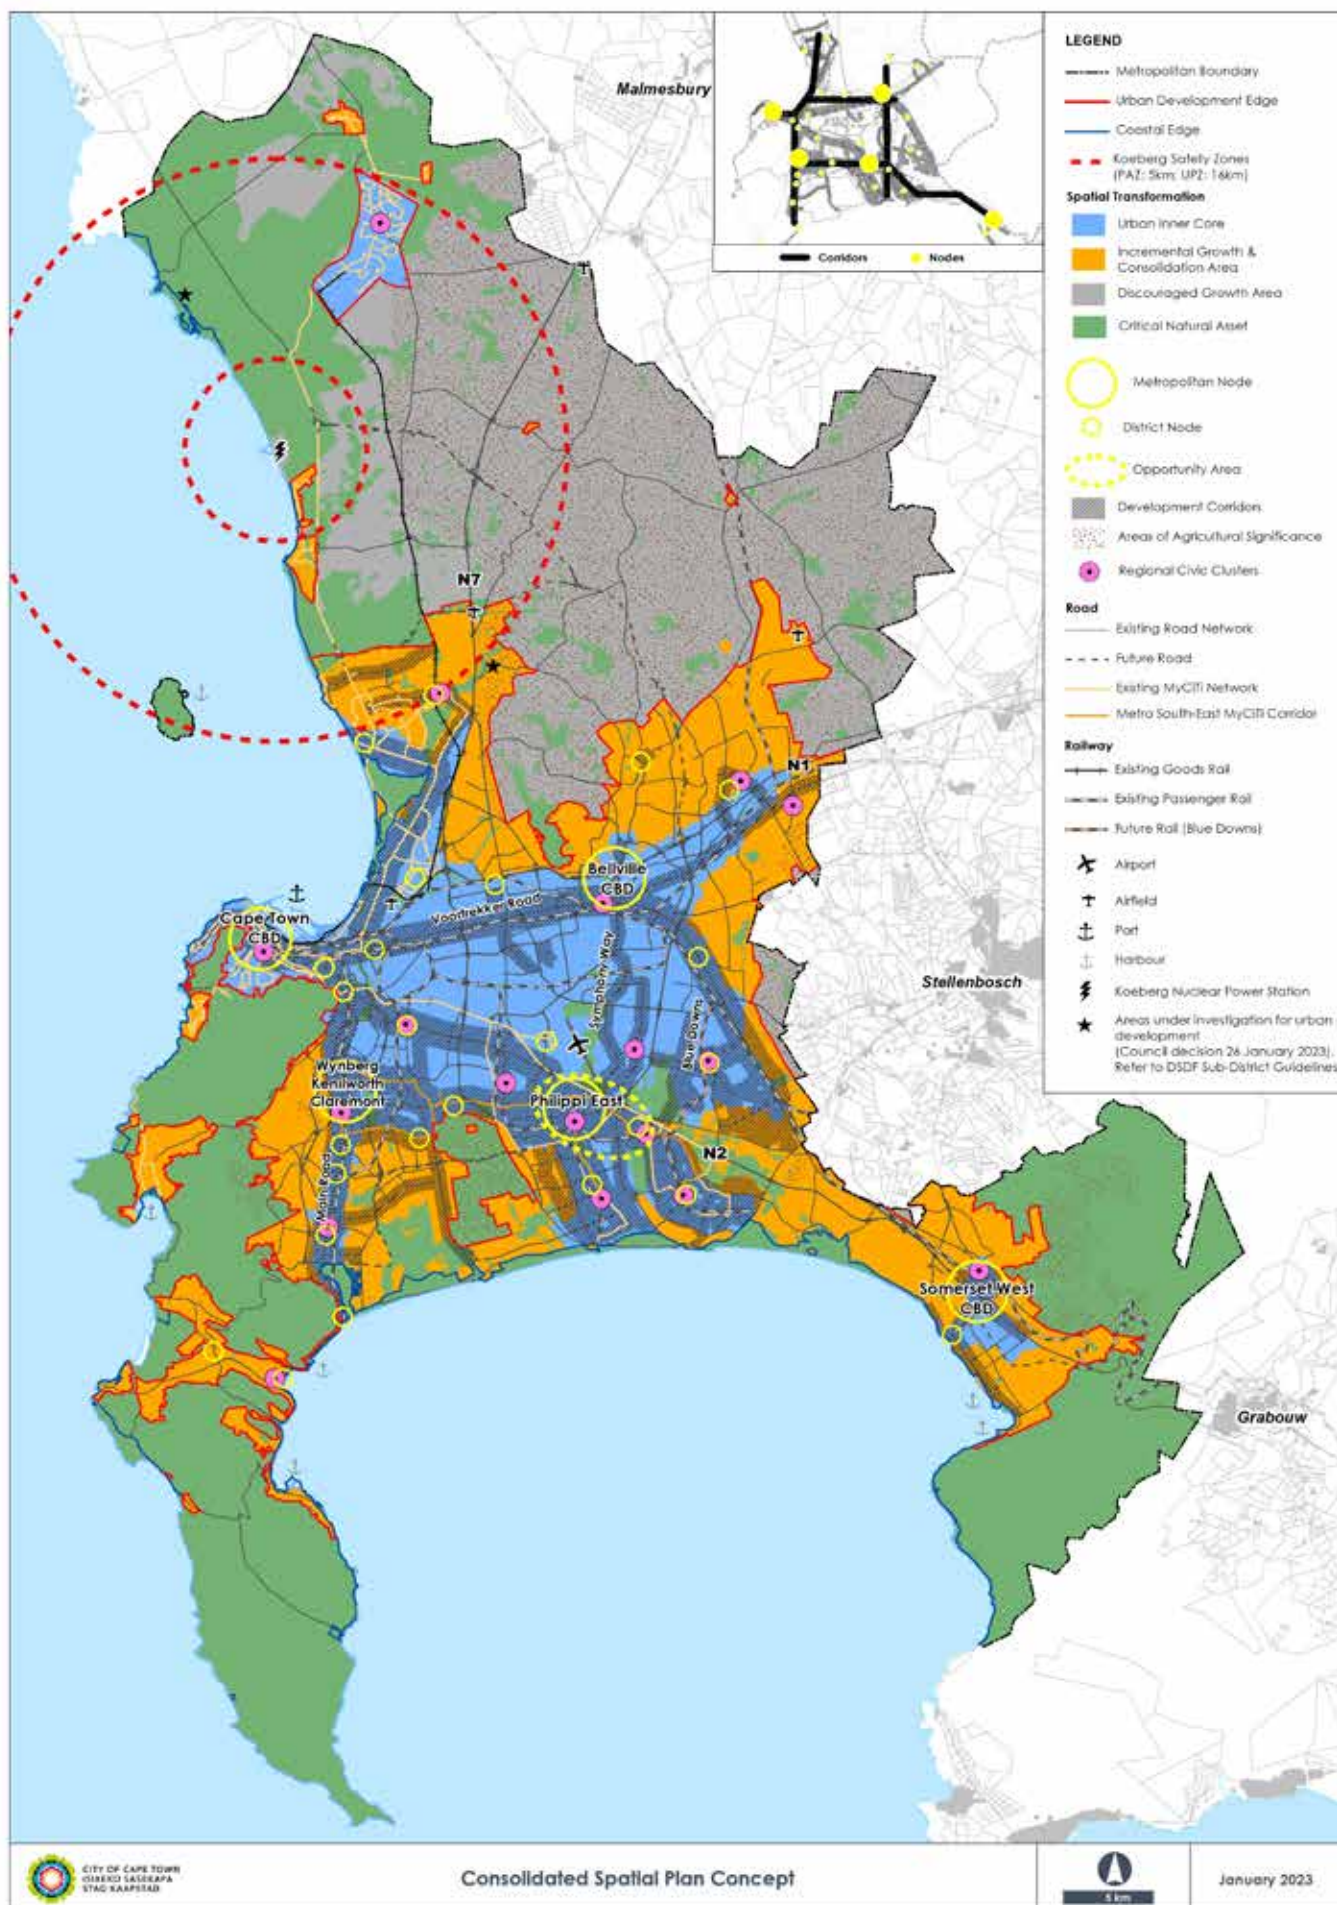 Malmesbury
Corridors
Nodes
LEGEND
Metropolitan Boundary
Urban Development Edge
Coastal Edge
Koeberg Safety Zones
(PAZ: 5km; UPZ: 16km)
Spatial Transformation
Urban Inner Core
Incremental Growth &
Consolidation Area
Discouraged Growth Area
Critical Natural Asset
Metropolitan Node
District Node
Opportunity Area
Development Corridors
Areas of Agricultural Significance
Regional Civic Clusters
Road
Existing Road Network
Future Road
Existing MyCiTi Network
Metro South-East MyCiTi Corridor
Railway
Existing Goods Rail
Existing Passenger Rail
Future Rail (Blue Downs)
Airport
Airfield
Port
Harbour
Koeberg Nuclear Power Station
Areas under investigation for urban
development
(Council decision 26 January 2023)
Refer to DSDF Sub-District Guidelines
N7
N1
Bellville
CBD
Voortrekker Road
Cape Town
CBD
Symphony Way
Stellenbosch
Blue Downs
Wynberg
Kenilworth
Claremont
Philippi East
N2
Main Road
Somerset West
CBD
Grabouw
CITY OF CAPE TOWN
ISIXEKO SASEKAPA
STAD KAAPSTAD
Consolidated Spatial Plan Concept
5 km
January 2023